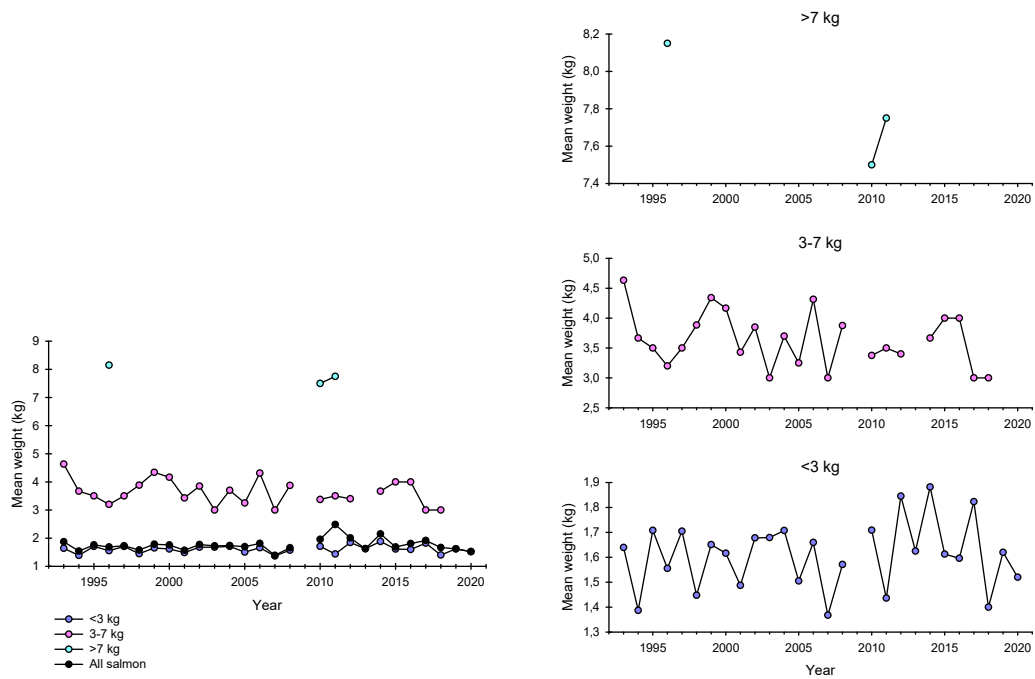 >7 kg
Mean weight (kg)
8,2
8,0
7,8
7,6
7,4
1995 2000 2005 2010 2015 2020
3-7 kg
Mean weight (kg)
5,0
4,5
4,0
3,5
3,0
2,5
1995 2000 2005 2010 2015 2020
<3 kg
Mean weight (kg)
1,9
1,8
1,7
1,6
1,5
1,4
1,3
1995 2000 2005 2010 2015 2020
Year
Mean weight (kg)
9
8
7
6
5
4
3
2
1
1995 2000 2005 2010 2015 2020
Year
<3 kg
3-7 kg
>7 kg
All salmon